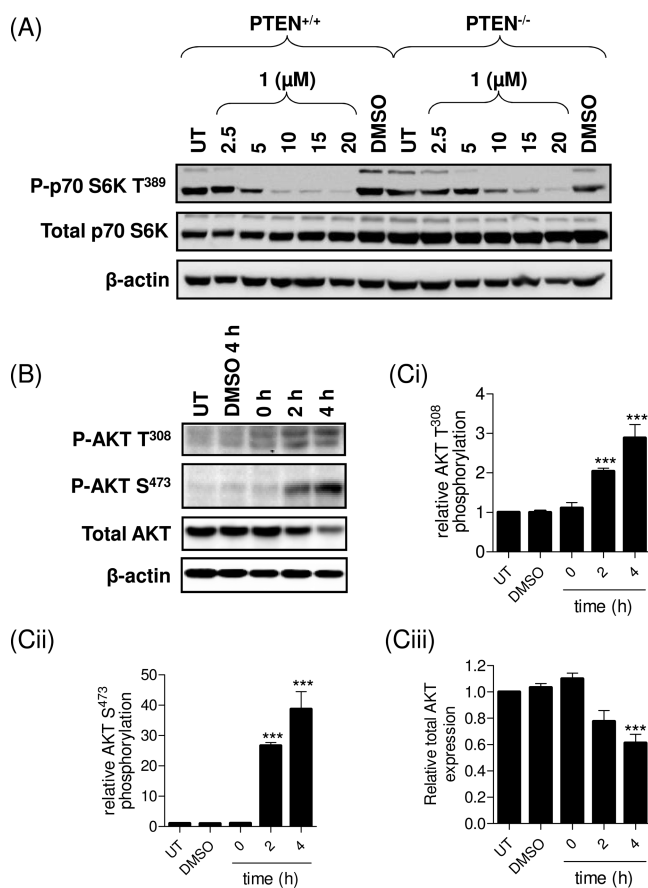 (A)
PTEN+/+ PTEN-/-
1 (μM) 1 (μM)
UT 2.5 5 10 15 20 DMSO UT 2.5 5 10 15 20 DMSO
P-p70 S6K T389
Total p70 S6K
β-actin
(B)
UT DMSO 4 h 0 h 2 h 4 h
P-AKT T308
P-AKT S473
Total AKT
β-actin
(Ci)
relative AKT T308
phosphorylation
4
3
2
1
0
***
***
UT DMSO 0 2 4
time (h)
(Cii)
relative AKT S473
phosphorylation
50
40
30
20
10
0
***
***
UT DMSO 0 2 4
time (h)
(Ciii)
Relative total AKT
expression
1.2
1.0
0.8
0.6
0.4
0.2
0.0
***
UT DMSO 0 2 4
time (h)